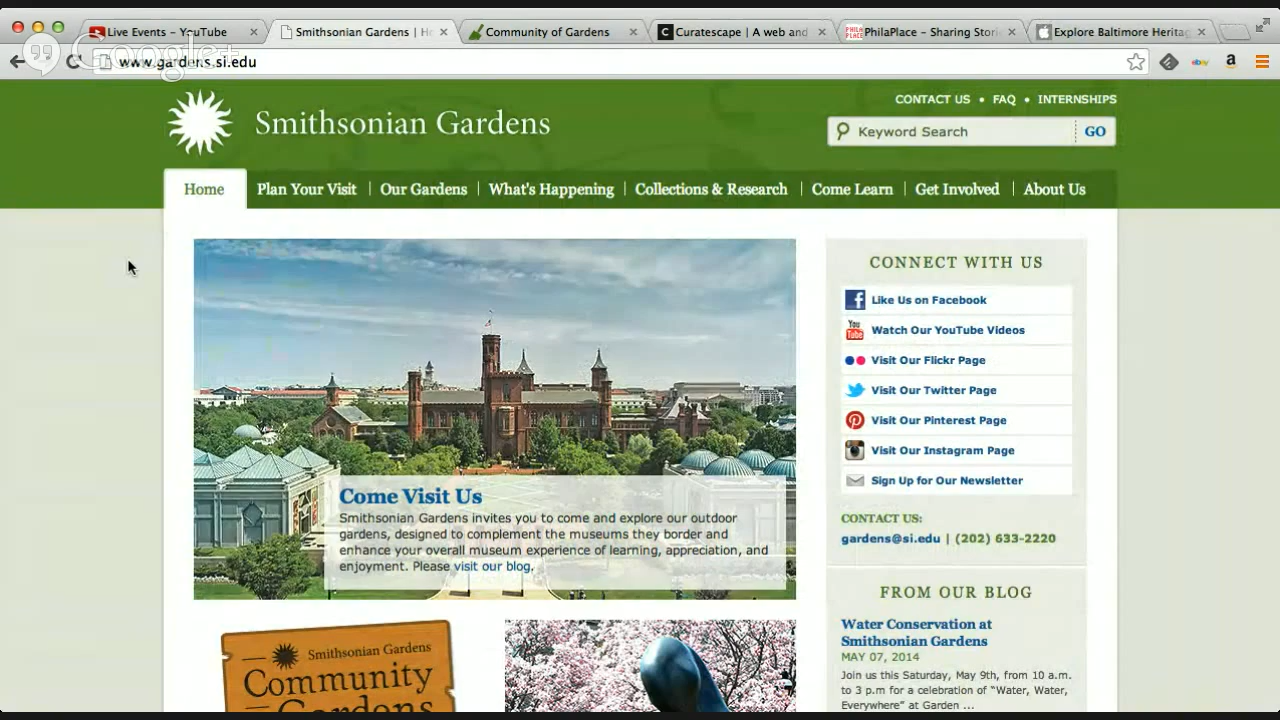 Live Events – YouTube
Smithsonian Gardens | Ho
Community of Gardens
Curatescape | A web and
PhilaPlace – Sharing Storie
Explore Baltimore Heritag
Google+
www.gardens.si.edu
Smithsonian Gardens
CONTACT US • FAQ • INTERNSHIPS
Keyword Search GO
Home Plan Your Visit Our Gardens What's Happening Collections & Research Come Learn Get Involved About Us
Come Visit Us
Smithsonian Gardens invites you to come and explore our outdoor
gardens, designed to complement the museums they border and
enhance your overall museum experience of learning, appreciation, and
enjoyment. Please visit our blog.
Smithsonian Gardens
Community
Gardens
CONNECT WITH US
Like Us on Facebook
You Tube
Watch Our YouTube Videos
Visit Our Flickr Page
Visit Our Twitter Page
Visit Our Pinterest Page
Visit Our Instagram Page
Sign Up for Our Newsletter
CONTACT US:
gardens@si.edu | (202) 633-2220
FROM OUR BLOG
Water Conservation at
Smithsonian Gardens
MAY 07, 2014
Join us this Saturday, May 9th, from 10 a.m.
to 3 p.m for a celebration of “Water, Water,
Everywhere” at Garden ...